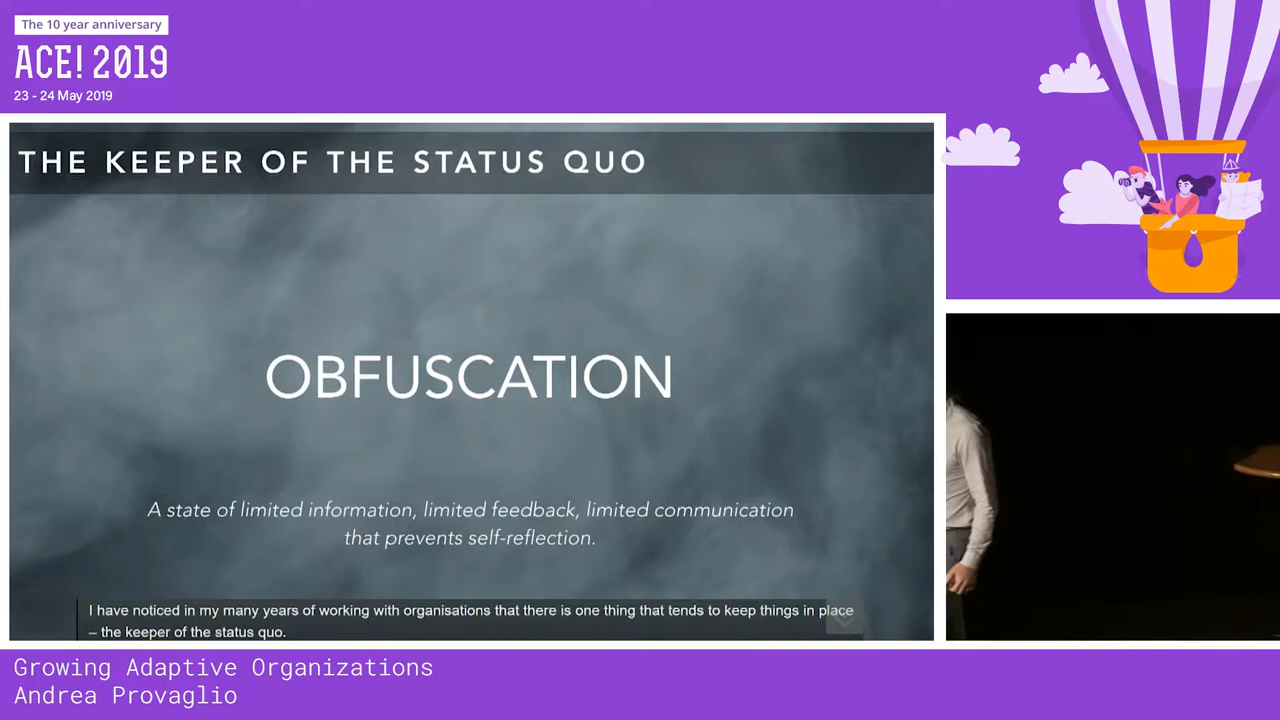 The 10 year anniversary
ACE! 2019
23 - 24 May 2019
THE KEEPER OF THE STATUS QUO
OBFUSCATION
A state of limited information, limited feedback, limited communication
that prevents self-reflection.
I have noticed in my many years of working with organisations that there is one thing that tends to keep things in place
– the keeper of the status quo.
Growing Adaptive Organizations
Andrea Provaglio